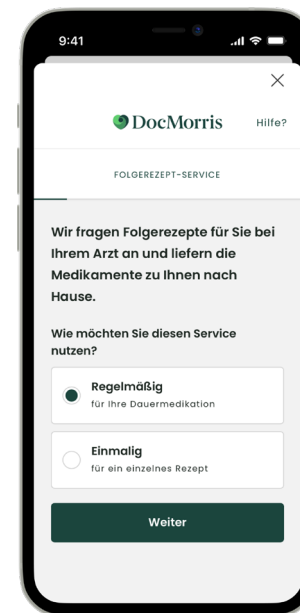 9:41
DocMorris
Hilfe?
FOLGEREZEPT-SERVICE
Wir fragen Folgerezepte für Sie bei
Ihrem Arzt an und liefern die
Medikamente zu Ihnen nach
Hause.
Wie möchten Sie diesen Service
nutzen?
Regelmäßig
für Ihre Dauermedikation
Einmalig
für ein einzelnes Rezept
Weiter